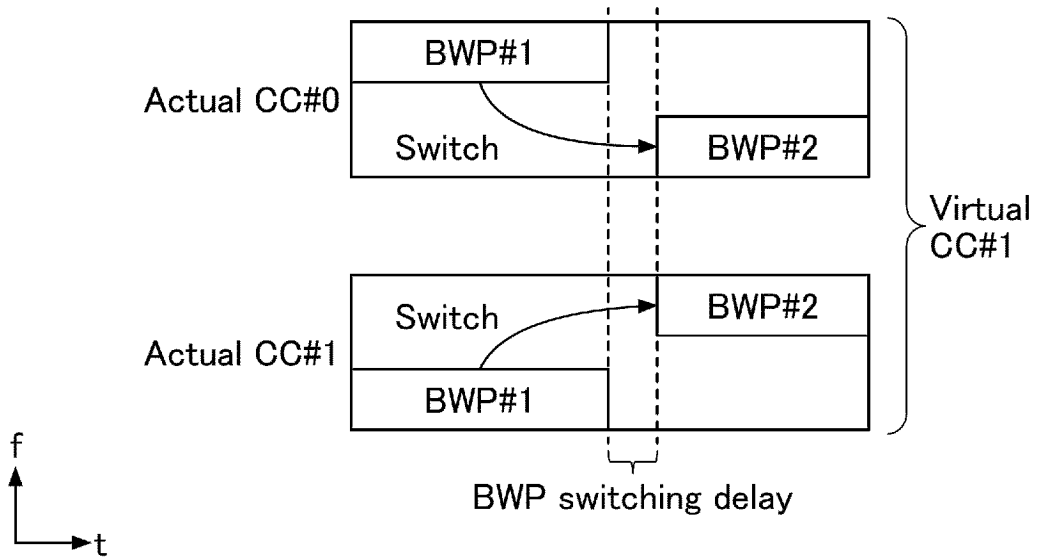 BWP#1
Actual CC#0
Switch
BWP#2
Virtual
CC#1
Switch
BWP#2
Actual CC#1
BWP#1
f
t
BWP switching delay